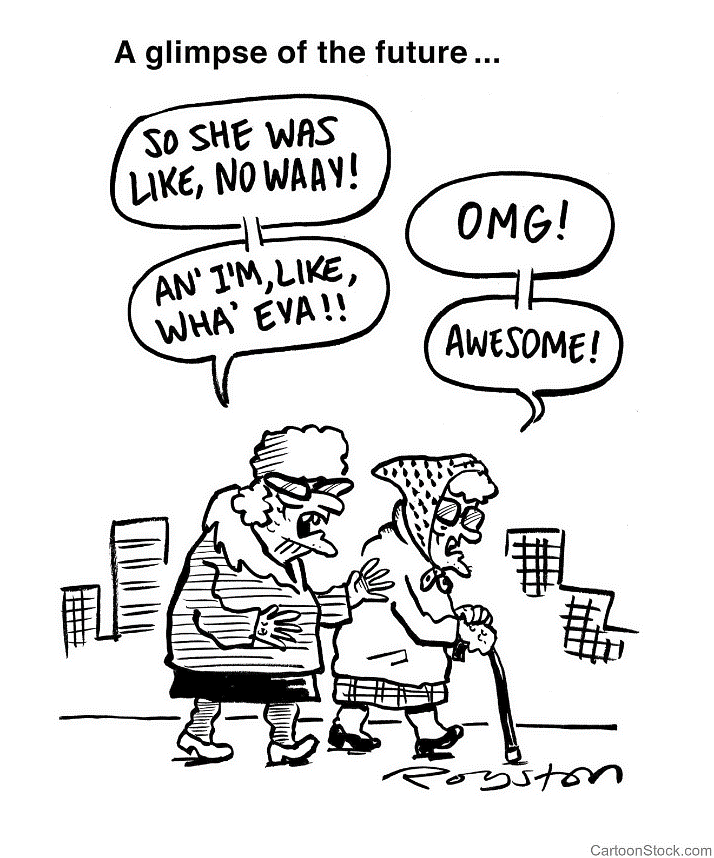 A glimpse of the future...
SO SHE WAS
LIKE, NO WAAY!
AN' I'M, LIKE,
WHA' EVA!!
OMG!
AWESOME!
Royston
CartoonStock.com